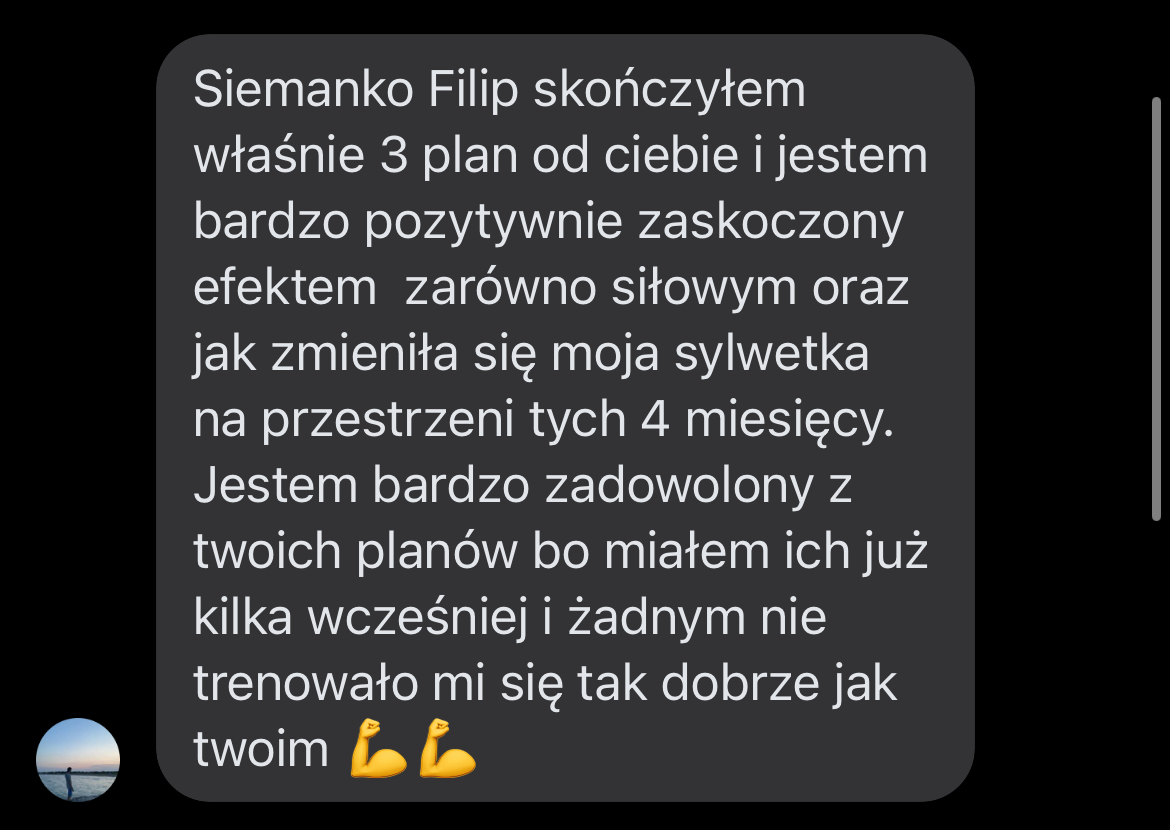 Siemanko Filip skończyłem
właśnie 3 plan od ciebie i jestem
bardzo pozytywnie zaskoczony
efektem  zarówno siłowym oraz
jak zmieniła się moja sylwetka
na przestrzeni tych 4 miesięcy.
Jestem bardzo zadowolony z
twoich planów bo miałem ich już
kilka wcześniej i żadnym nie
trenowało mi się tak dobrze jak
twoim 💪💪